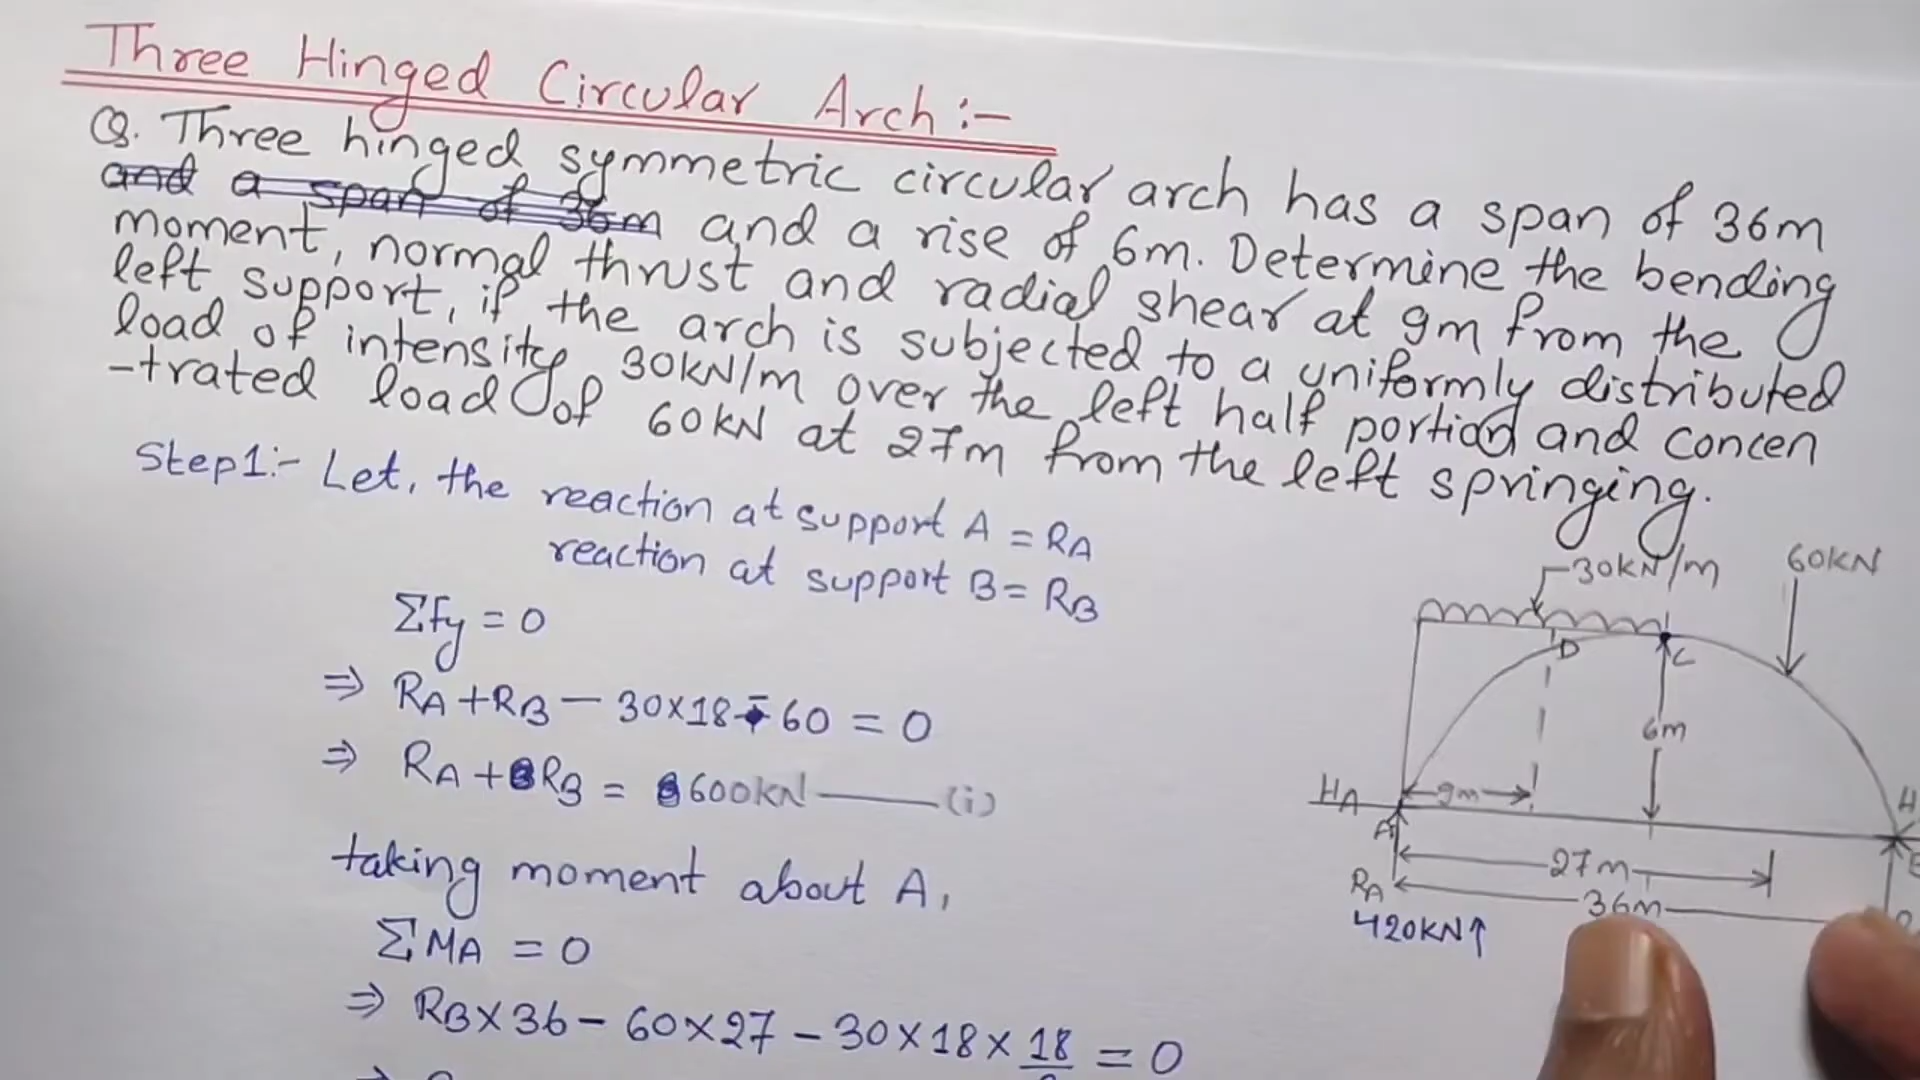 Three Hinged Circular Arch:-
Q. Three hinged symmetric circular arch has a span of 36m
and a span of 36m and a rise of 6m. Determine the bending
moment, normal thrust and radial shear at 9m from the
left support, if the arch is subjected to a uniformly distributed
load of intensity 30kN/m over the left half portion and concen
-trated load of 60kN at 27m from the left springing.
Step1:- Let, the reaction at support A = RA
reaction at support B = RB
ΣFy = 0
⇒ RA + RB - 30×18 - 60 = 0
⇒ RA + RB = 600kN ——— (i)
taking moment about A,
ΣMA = 0
⇒ RB×36 - 60×27 - 30×18×18/ = 0
30kN/m
60kN
D
C
6m
HA
9m
H
A
27m
RA
36m
420kN↑